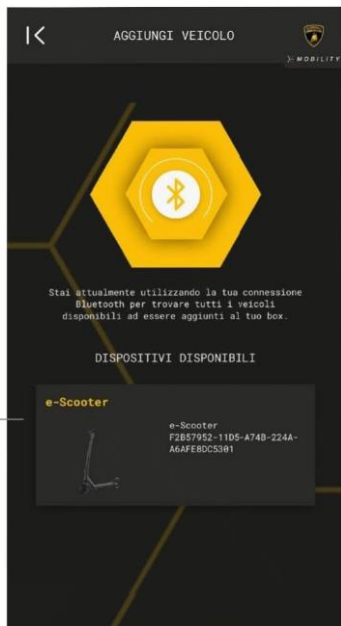 AGGIUNGI VEICOLO
MOBILITY
Stai attualmente utilizzando la tua connessione
Bluetooth per trovare tutti i veicoli
disponibili ad essere aggiunti al tuo box.
DISPOSITIVI DISPONIBILI
e-Scooter
e-Scooter
F2B57952-11D5-A74B-224A-
A6AFE8DC5301